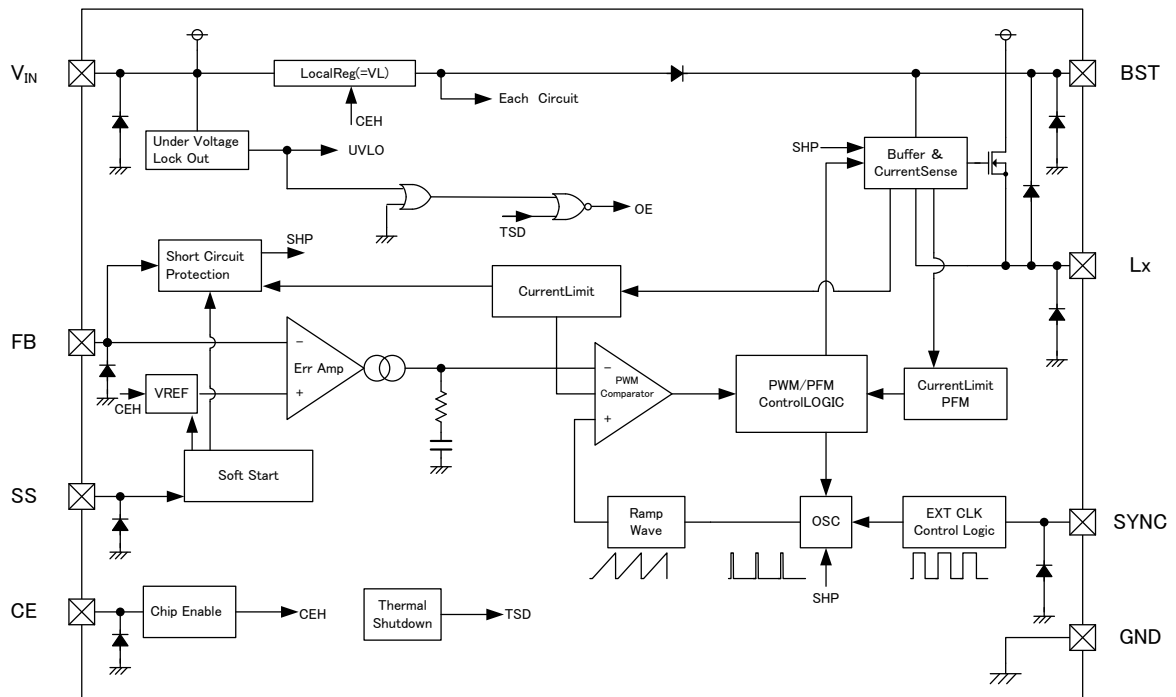 VIN
LocalReg(=VL)
BST
Each Circuit
CEH
Under Voltage
Lock Out
UVLO
SHP
Buffer &
CurrentSense
TSD
OE
SHP
Short Circuit
Protection
CurrentLimit
Lx
FB
−
Err Amp
+
CEH
VREF
−
PWM
Comparator
+
PWM/PFM
ControlLOGIC
CurrentLimit
PFM
Soft Start
SS
Ramp
Wave
OSC
EXT CLK
Control Logic
SYNC
SHP
CE
Chip Enable
CEH
Thermal
Shutdown
TSD
GND